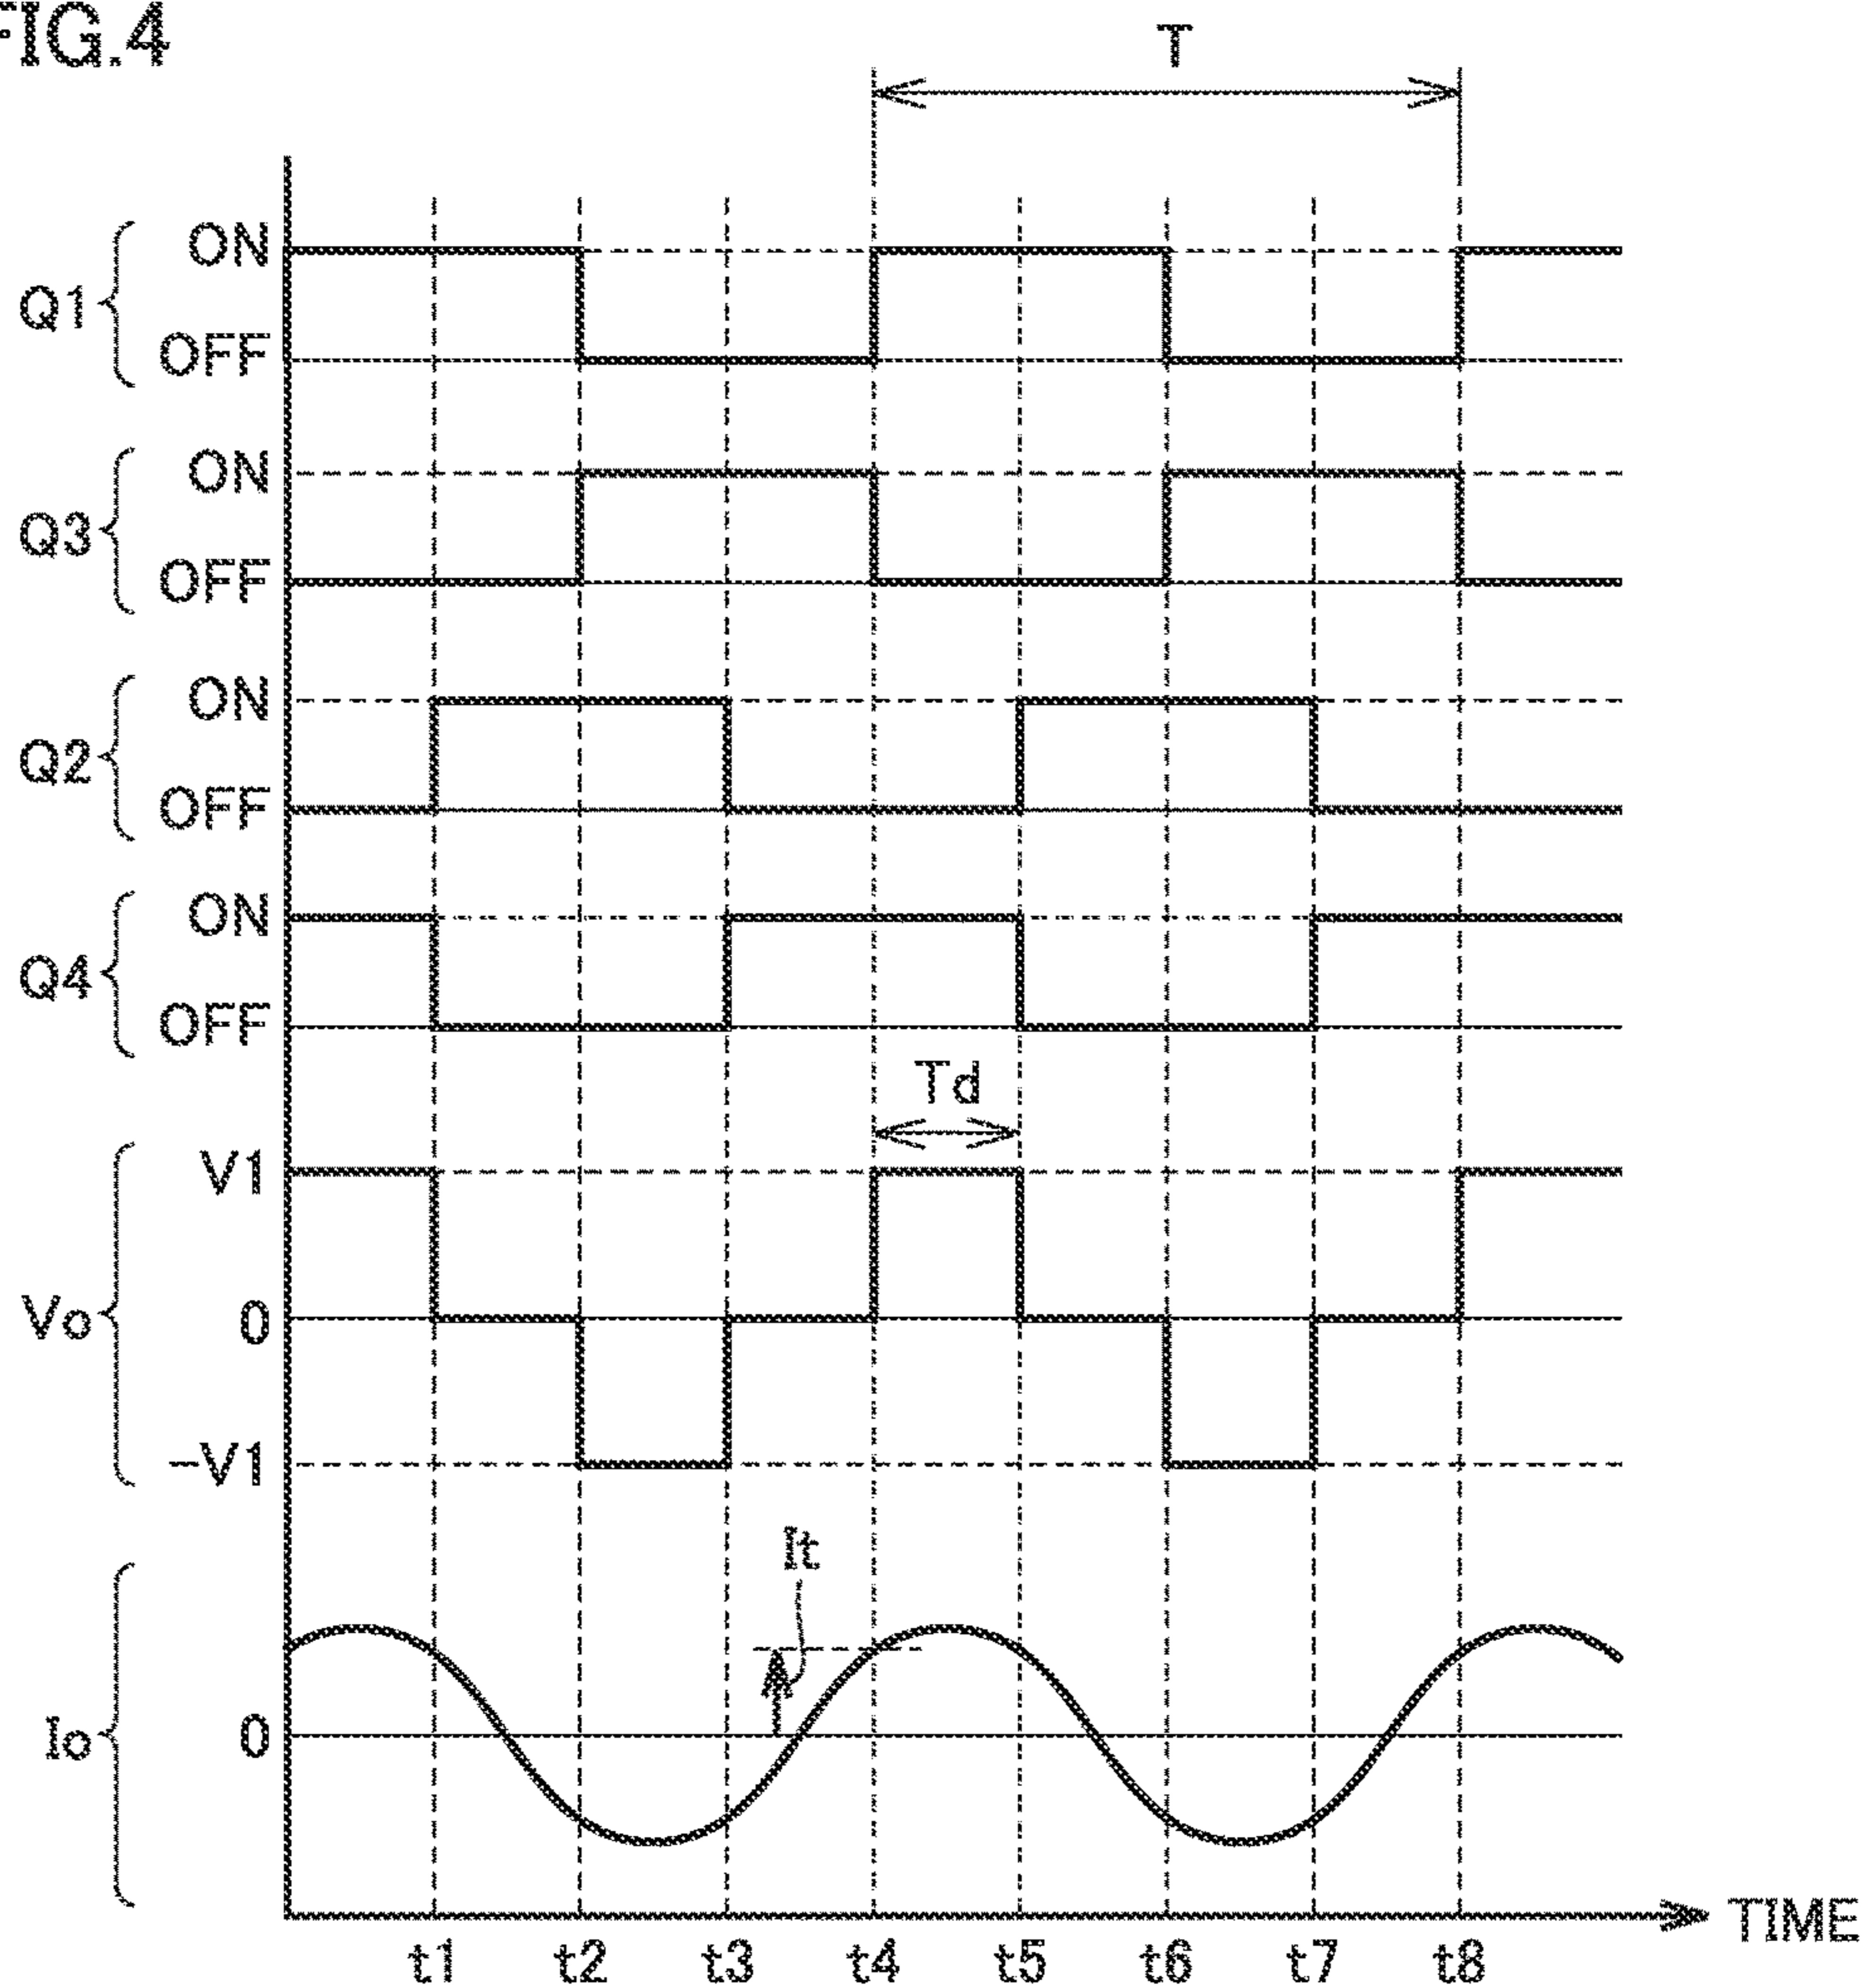 FIG.4
T
Q1
ON
OFF
Q3
ON
OFF
Q2
ON
OFF
Q4
ON
OFF
Td
Vo
V1
0
-V1
It
Io
0
TIME
t1 t2 t3 t4 t5 t6 t7 t8